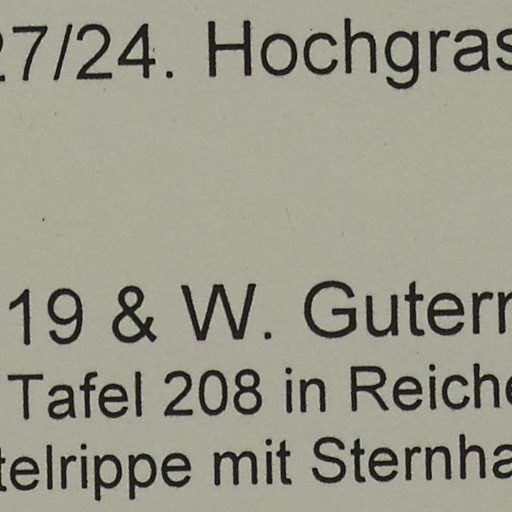 27/24. Hochgras
19 & W. Gutern
Tafel 208 in Reiche
telrippe mit Sternha